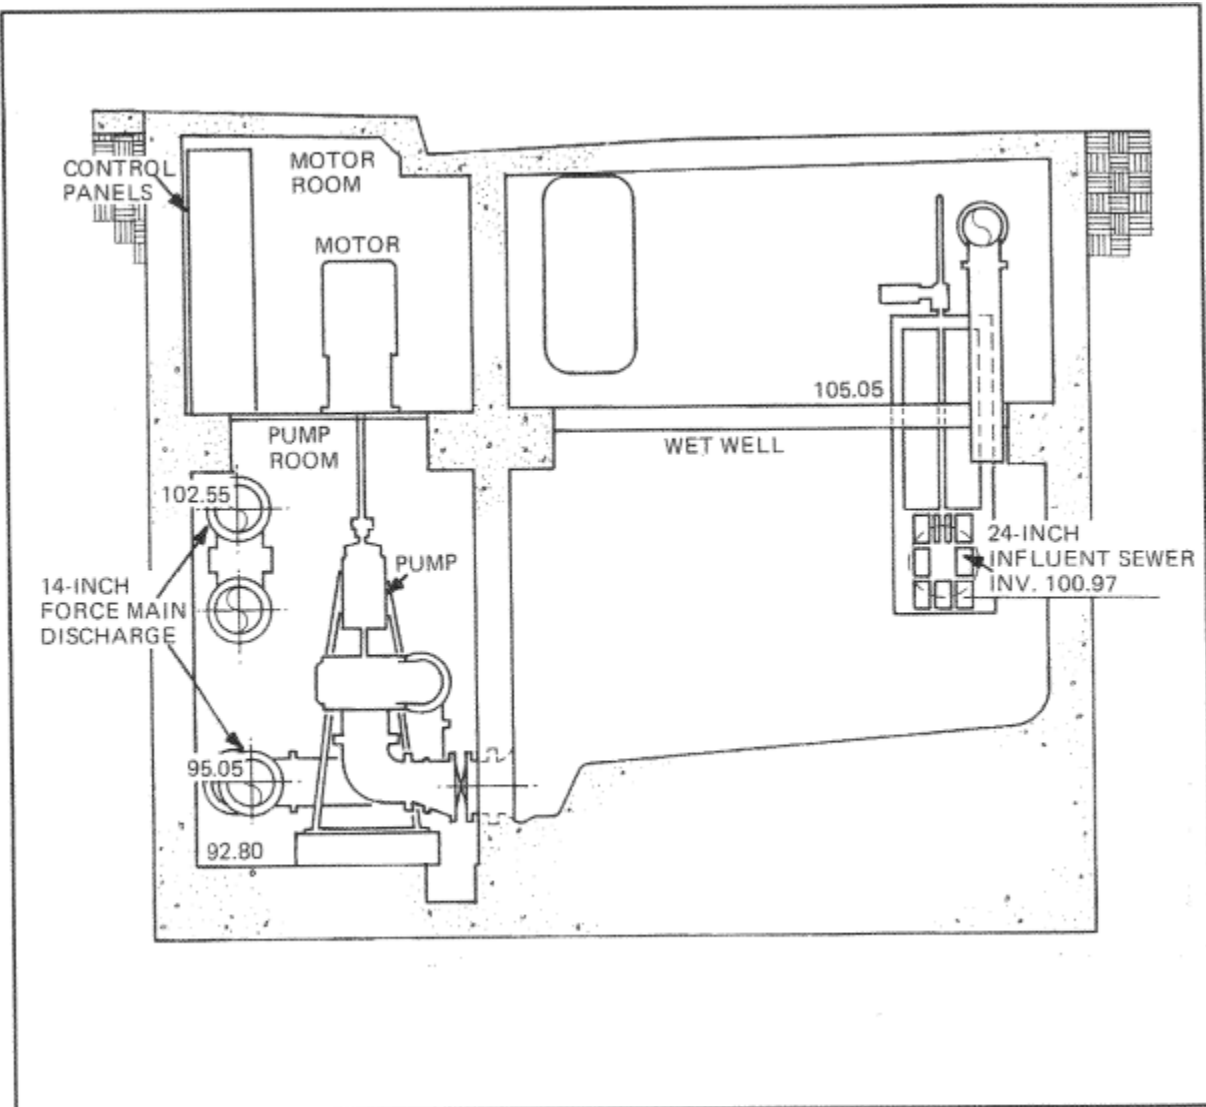 CONTROL
PANELS
MOTOR
ROOM
MOTOR
105.05
PUMP
ROOM
WET WELL
102.55
24-INCH
INFLUENT SEWER
INV. 100.97
PUMP
14-INCH
FORCE MAIN
DISCHARGE
95.05
92.80